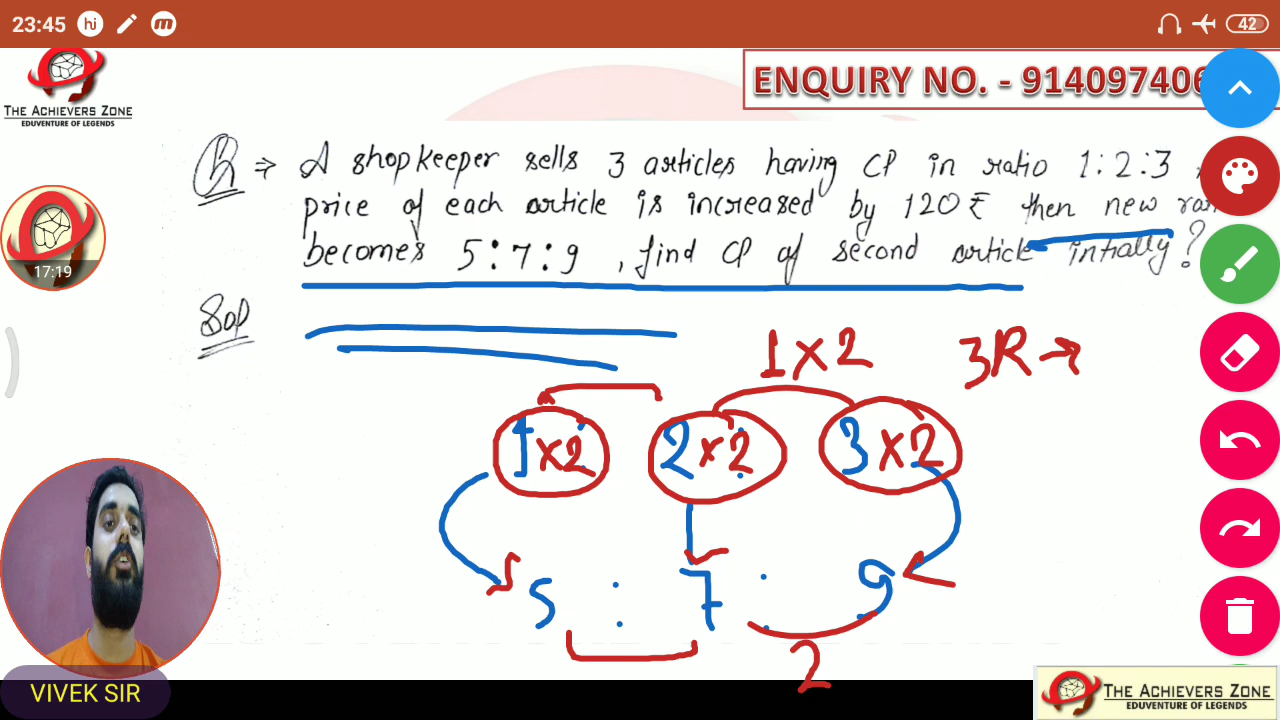 23:45
hi
m
42
THE ACHIEVERS ZONE
EDUVENTURE OF LEGENDS
ENQUIRY NO. - 914097406
Q ⇒ A shopkeeper sells 3 articles having CP in ratio 1:2:3
price of each article is increased by 120₹ then new
becomes 5:7:9 , find CP of second article intially?
17:19
Sol
1×2 3R→
1×2 : 2×2 : 3×2
5 : 7 : 9
2
VIVEK SIR
THE ACHIEVERS ZONE
EDUVENTURE OF LEGENDS